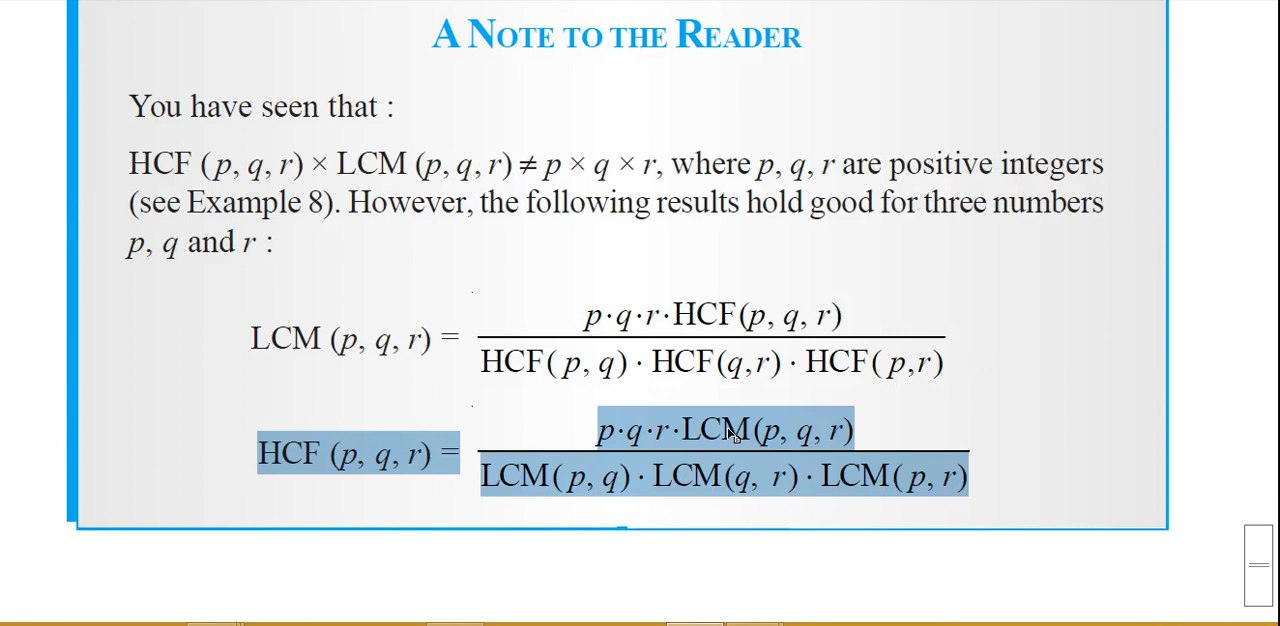 A NOTE TO THE READER
You have seen that :
HCF (p, q, r) × LCM (p, q, r) ≠ p × q × r, where p, q, r are positive integers
(see Example 8). However, the following results hold good for three numbers
p, q and r :
p·q·r·HCF(p, q, r)
LCM (p, q, r) =
HCF(p, q) · HCF(q,r) · HCF(p,r)
p·q·r·LCM(p, q, r)
HCF (p, q, r) =
LCM(p, q) · LCM(q, r) · LCM(p, r)